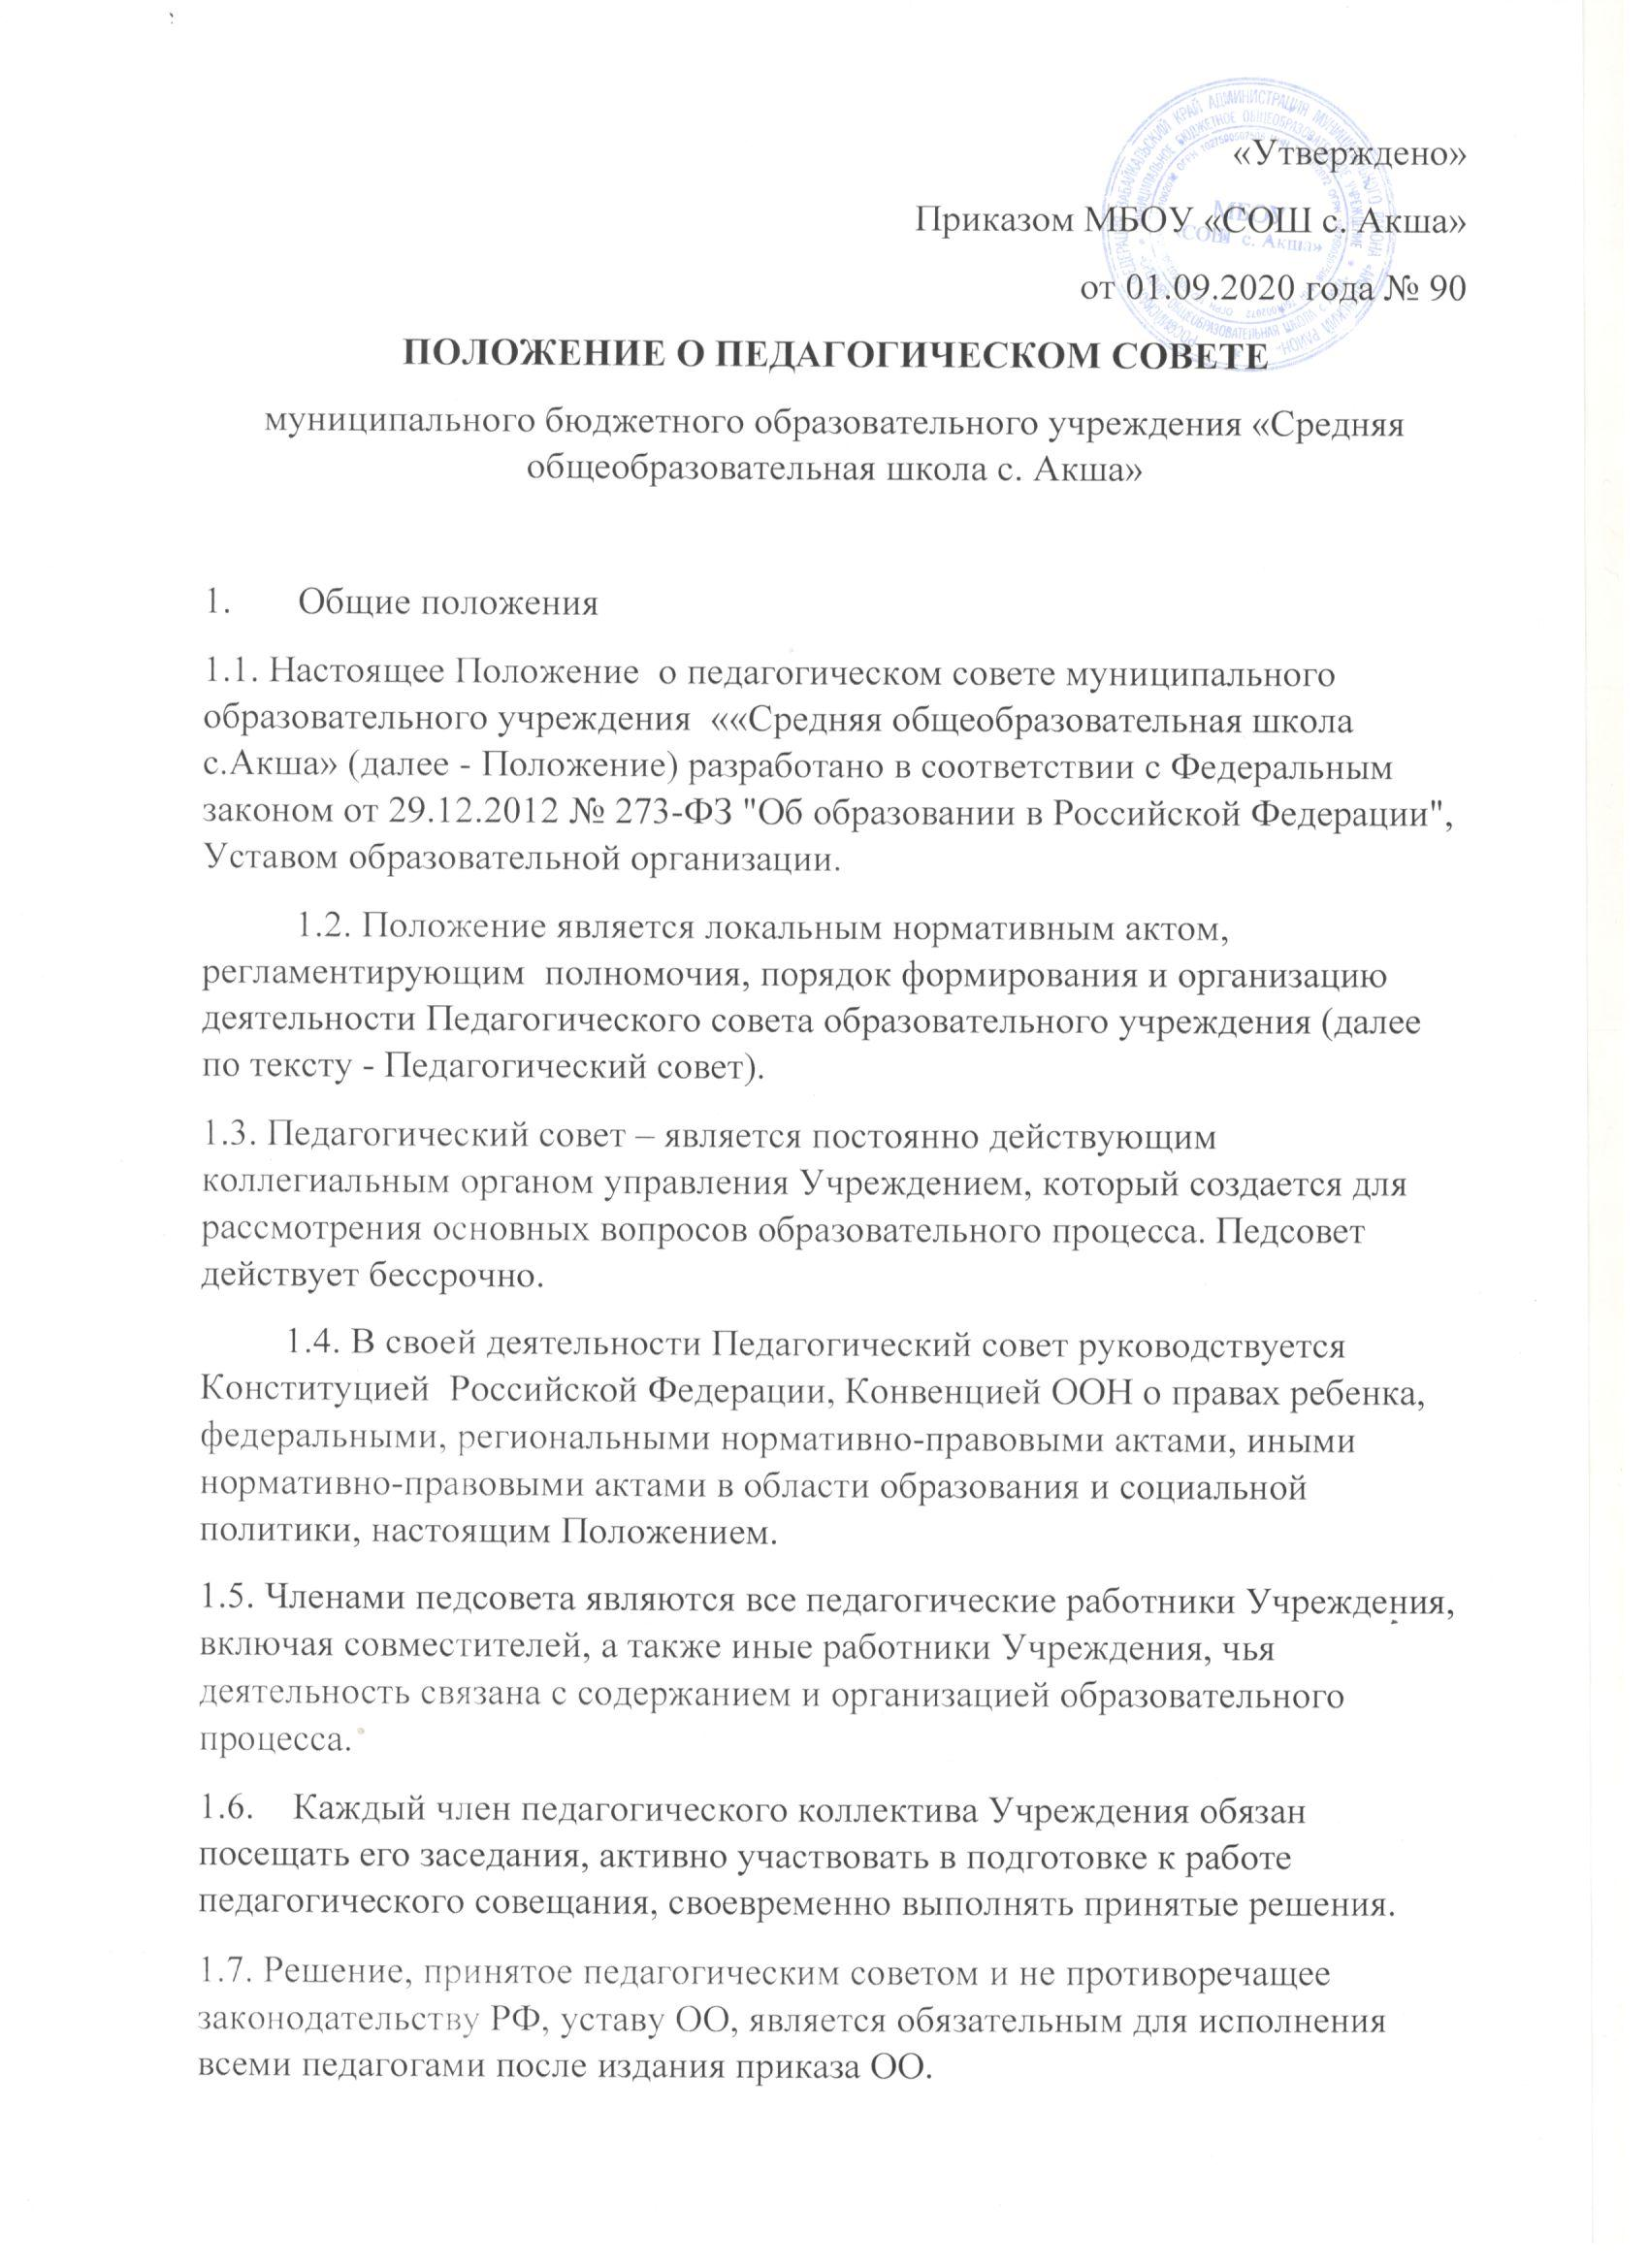 «Утверждено»
Приказом МБОУ «СОШ с. Акша»
от 01.09.2020 года № 90
МБОУ
«СОШ с. Акша»
ПОЛОЖЕНИЕ О ПЕДАГОГИЧЕСКОМ СОВЕТЕ
муниципального бюджетного образовательного учреждения «Средняя
общеобразовательная школа с. Акша»
1. Общие положения
1.1. Настоящее Положение о педагогическом совете муниципального
образовательного учреждения ««Средняя общеобразовательная школа
с.Акша» (далее - Положение) разработано в соответствии с Федеральным
законом от 29.12.2012 № 273-ФЗ "Об образовании в Российской Федерации",
Уставом образовательной организации.
1.2. Положение является локальным нормативным актом,
регламентирующим полномочия, порядок формирования и организацию
деятельности Педагогического совета образовательного учреждения (далее
по тексту - Педагогический совет).
1.3. Педагогический совет – является постоянно действующим
коллегиальным органом управления Учреждением, который создается для
рассмотрения основных вопросов образовательного процесса. Педсовет
действует бессрочно.
1.4. В своей деятельности Педагогический совет руководствуется
Конституцией Российской Федерации, Конвенцией ООН о правах ребенка,
федеральными, региональными нормативно-правовыми актами, иными
нормативно-правовыми актами в области образования и социальной
политики, настоящим Положением.
1.5. Членами педсовета являются все педагогические работники Учреждения,
включая совместителей, а также иные работники Учреждения, чья
деятельность связана с содержанием и организацией образовательного
процесса.
1.6. Каждый член педагогического коллектива Учреждения обязан
посещать его заседания, активно участвовать в подготовке к работе
педагогического совещания, своевременно выполнять принятые решения.
1.7. Решение, принятое педагогическим советом и не противоречащее
законодательству РФ, уставу ОО, является обязательным для исполнения
всеми педагогами после издания приказа ОО.